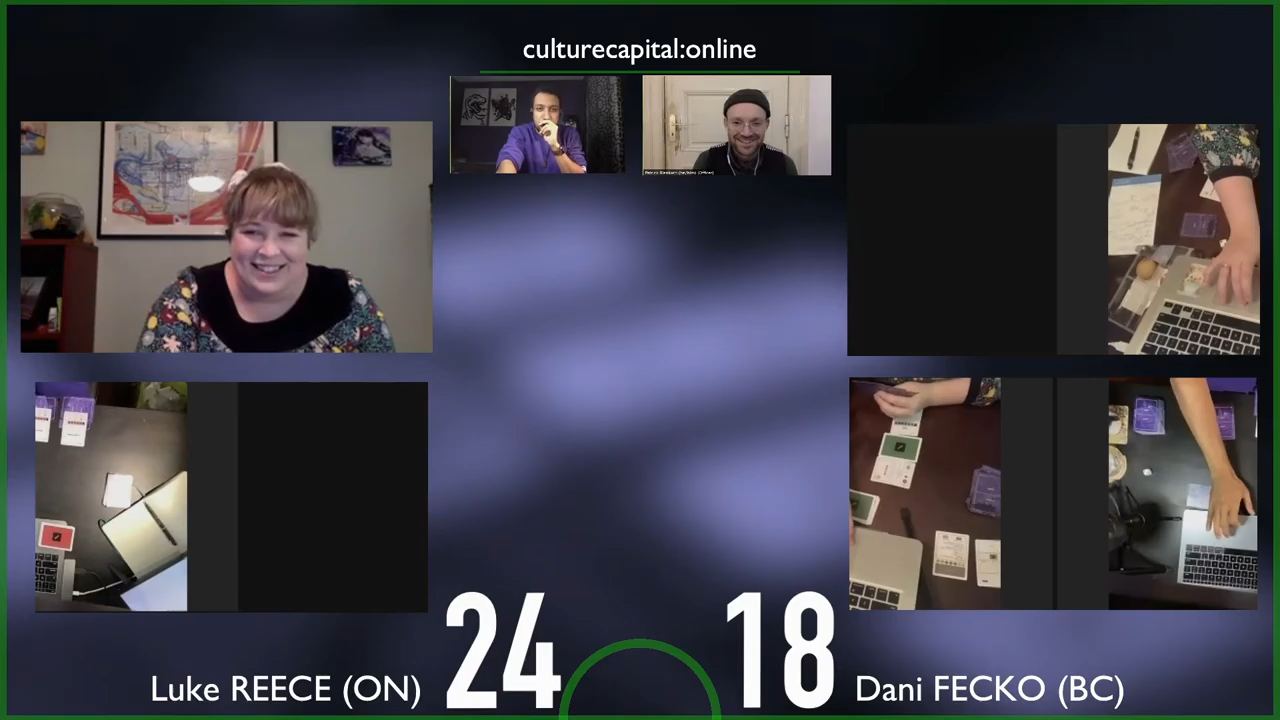 culturecapital:online
24
18
Luke REECE (ON)
Dani FECKO (BC)